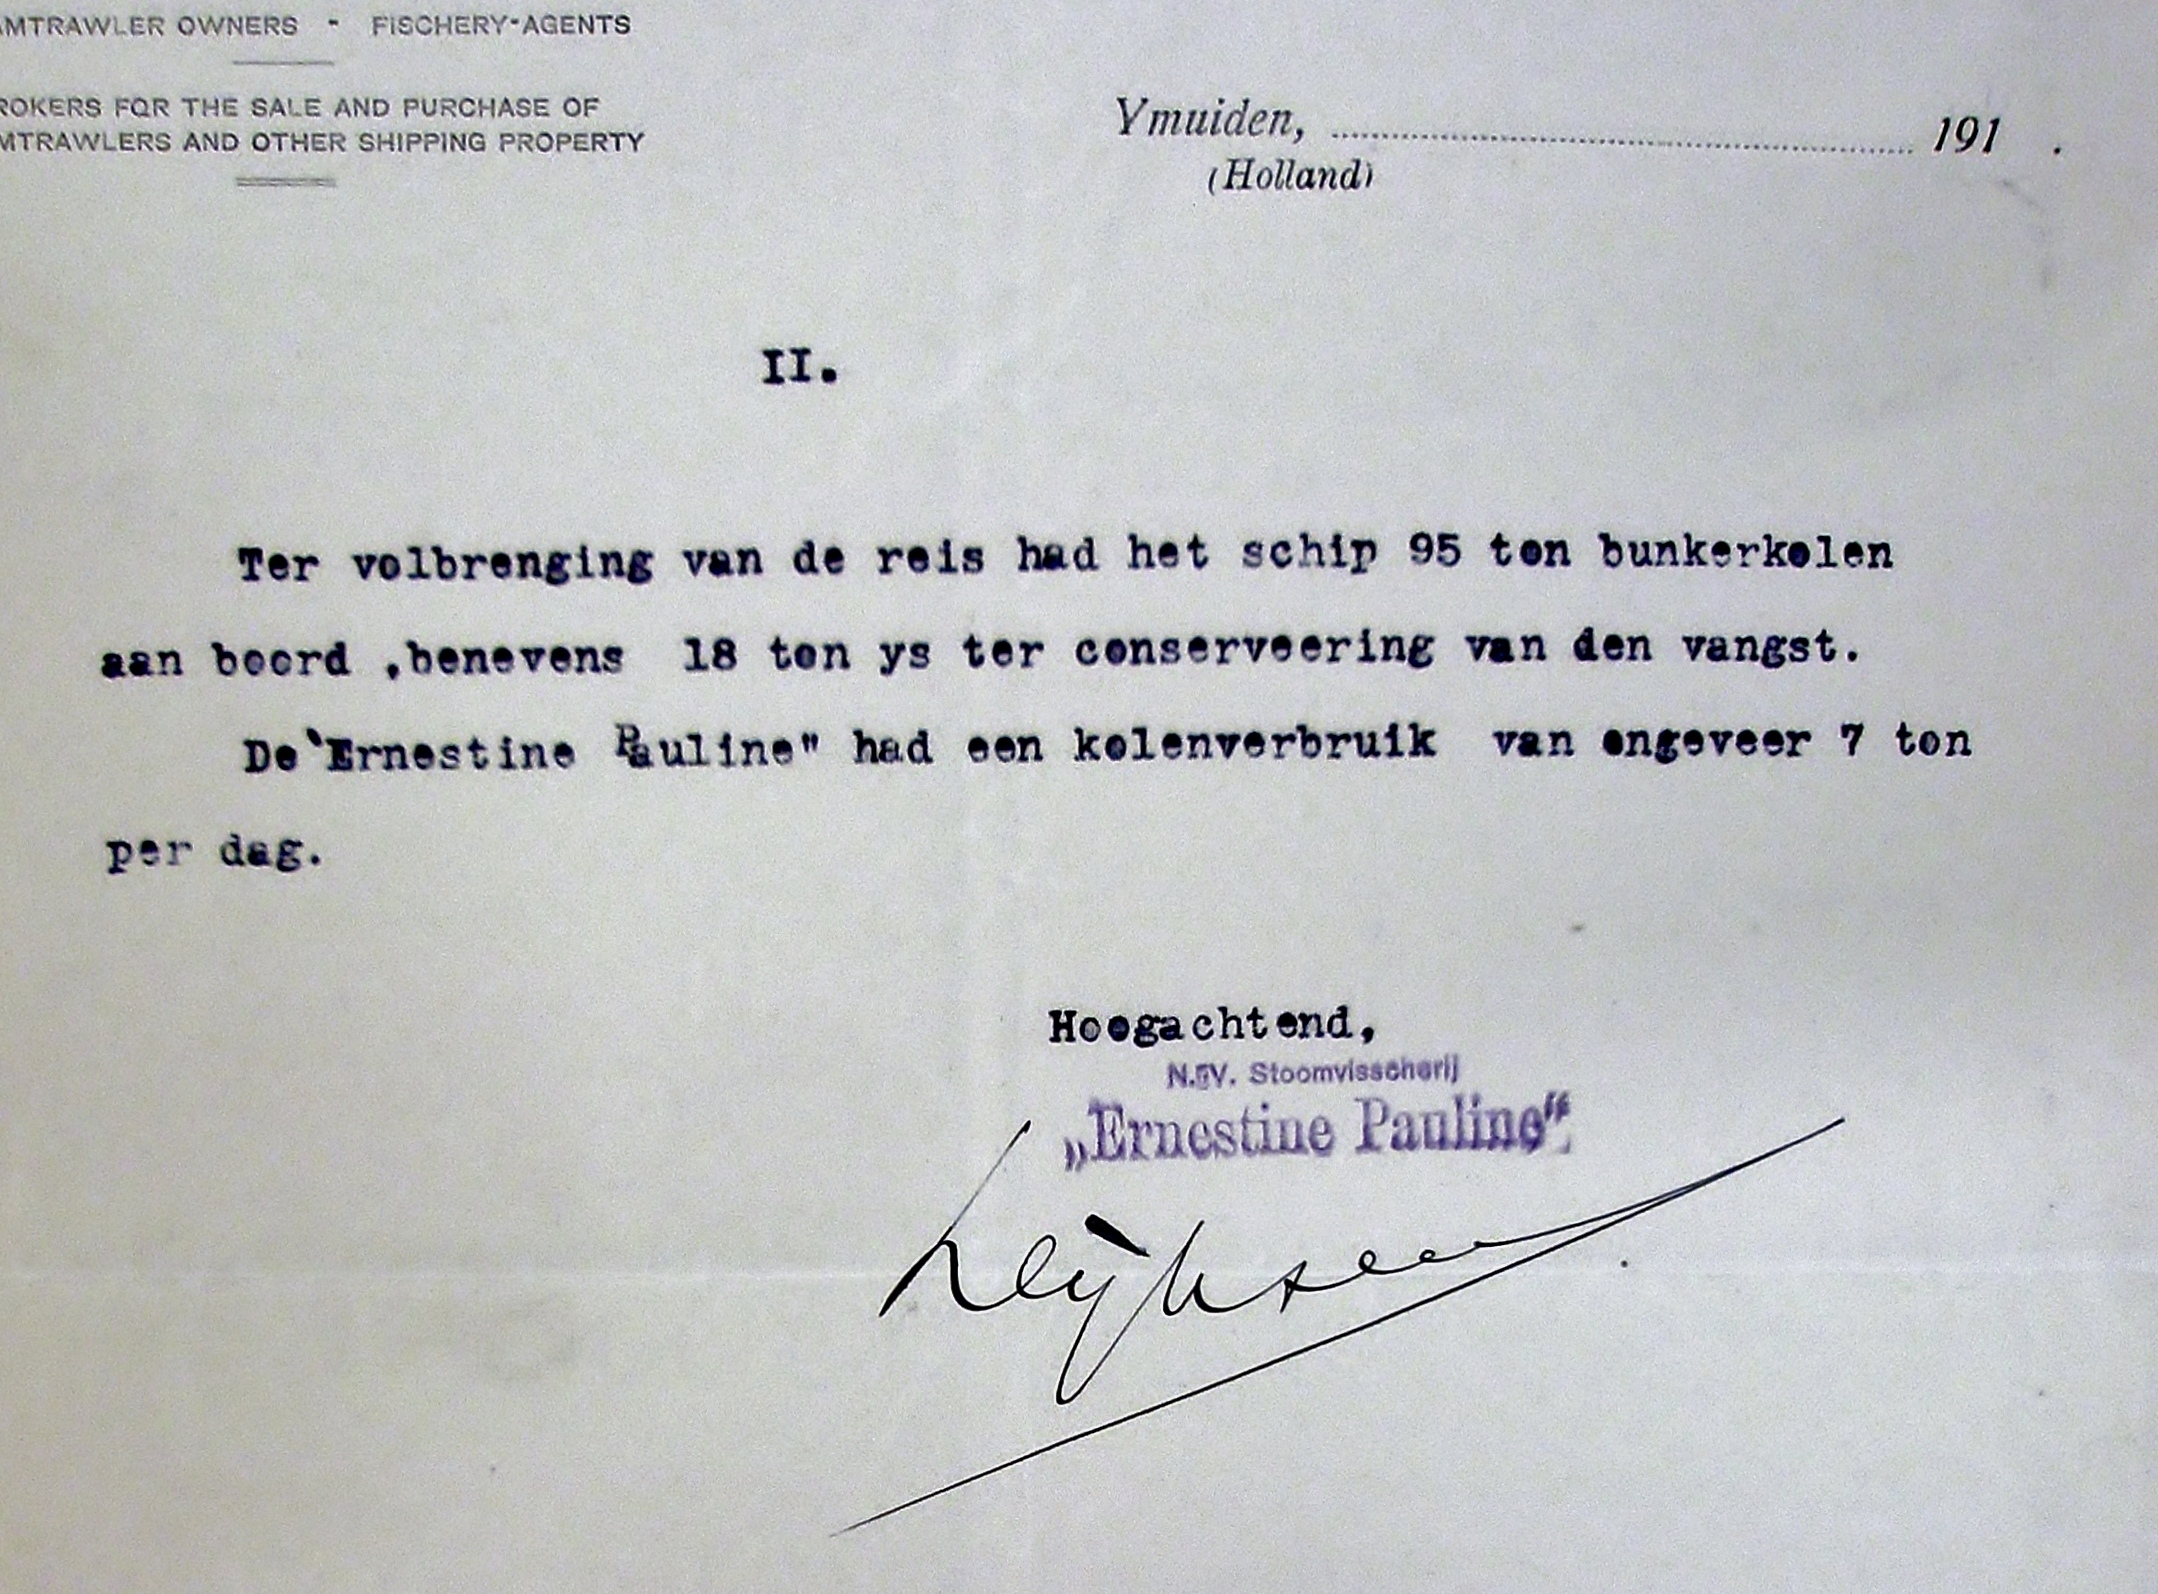 AMTRAWLER OWNERS - FISCHERY-AGENTS
ROKERS FOR THE SALE AND PURCHASE OF
MTRAWLERS AND OTHER SHIPPING PROPERTY
Ymuiden, 191 .
(Holland)
II.
Ter volbrenging van de reis had het schip 95 ton bunkerkolen
aan boord ,benevens 18 ton ys ter conserveering van den vangst.
De "Ernestine Pauline" had een kolenverbruik van ongeveer 7 ton
per dag.
Hoogachtend,
N.V. Stoomvisscherij
„Ernestine Pauline“